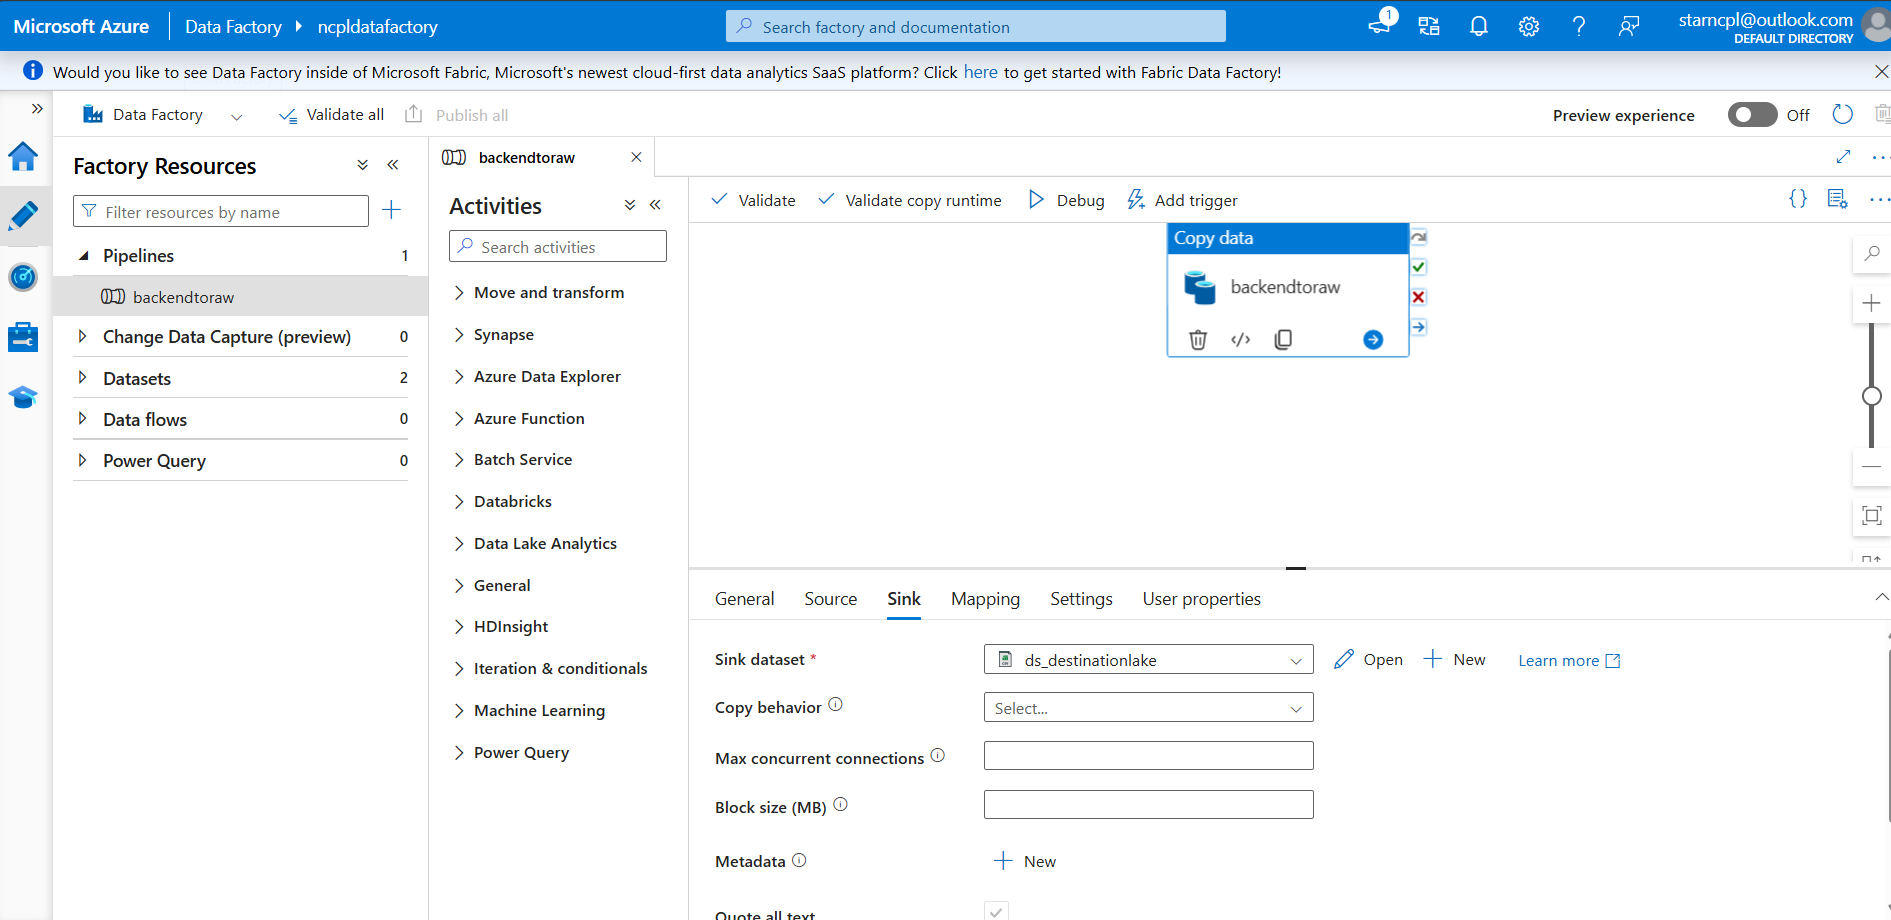 Microsoft Azure
Data Factory
ncpldatafactory
Search factory and documentation
1
starncpl@outlook.com
DEFAULT DIRECTORY
Would you like to see Data Factory inside of Microsoft Fabric, Microsoft's newest cloud-first data analytics SaaS platform? Click here to get started with Fabric Data Factory!
Data Factory
Validate all
Publish all
Preview experience
Off
Factory Resources
Filter resources by name
Pipelines 1
backendtoraw
Change Data Capture (preview) 0
Datasets 2
Data flows 0
Power Query 0
backendtoraw
Activities
Search activities
Move and transform
Synapse
Azure Data Explorer
Azure Function
Batch Service
Databricks
Data Lake Analytics
General
HDInsight
Iteration & conditionals
Machine Learning
Power Query
Validate
Validate copy runtime
Debug
Add trigger
Copy data
backendtoraw
General
Source
Sink
Mapping
Settings
User properties
Sink dataset *
ds_destinationlake
Open
New
Learn more
Copy behavior
Select...
Max concurrent connections
Block size (MB)
Metadata
New
Quote all text